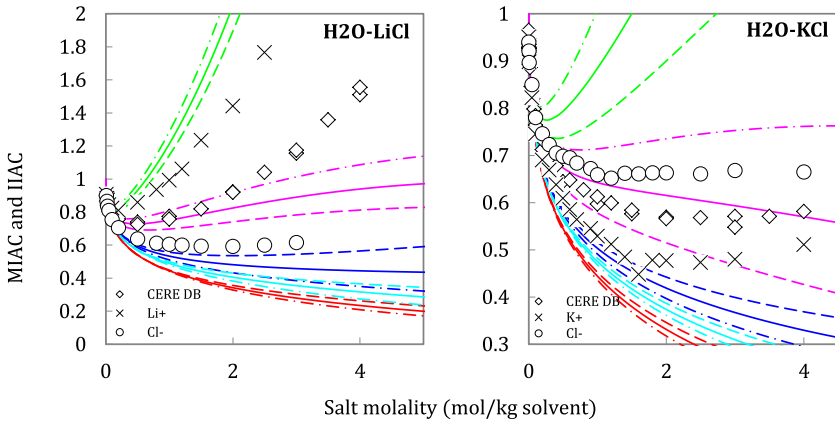 H2O-LiCl
H2O-KCl
MIAC and IIAC
2
1.8
1.6
1.4
1.2
1
0.8
0.6
0.4
0.2
0
CERE DB
Li+
Cl-
0
2
4
1
0.9
0.8
0.7
0.6
0.5
0.4
0.3
CERE DB
K+
Cl-
0
2
4
Salt molality (mol/kg solvent)